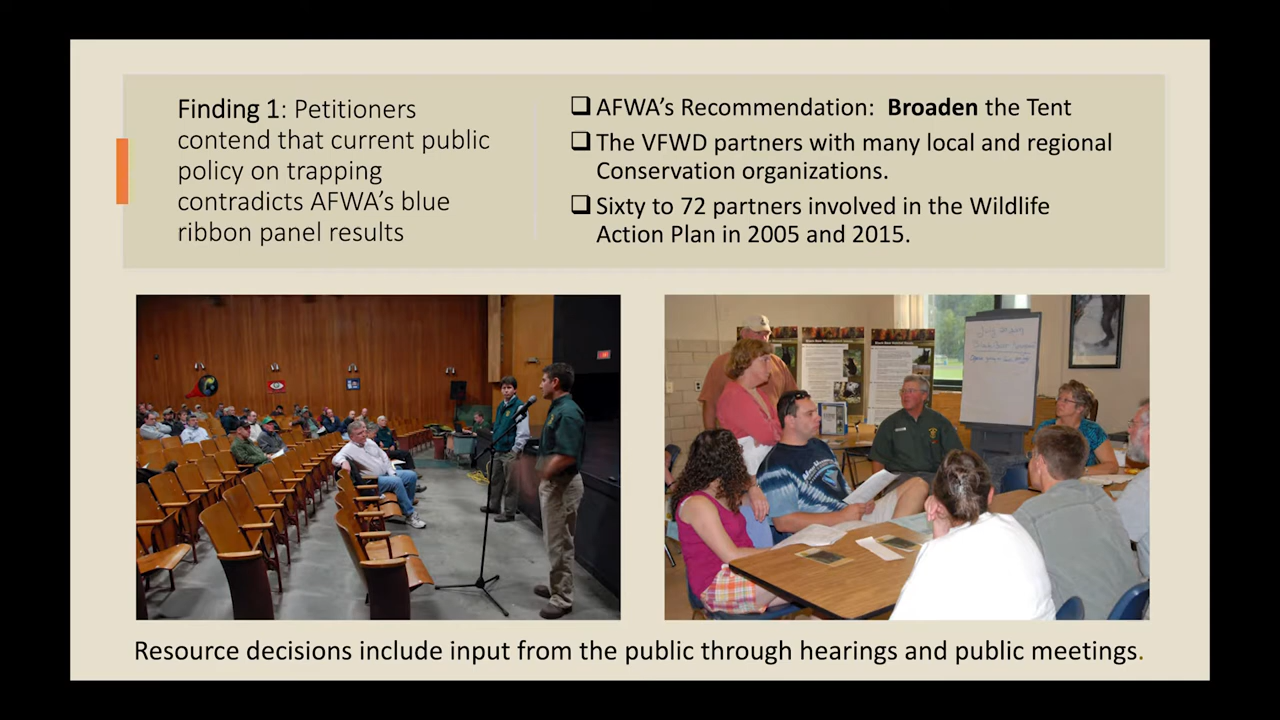 Finding 1: Petitioners
contend that current public
policy on trapping
contradicts AFWA's blue
ribbon panel results
❑ AFWA's Recommendation: Broaden the Tent
❑ The VFWD partners with many local and regional
Conservation organizations.
❑ Sixty to 72 partners involved in the Wildlife
Action Plan in 2005 and 2015.
Resource decisions include input from the public through hearings and public meetings.